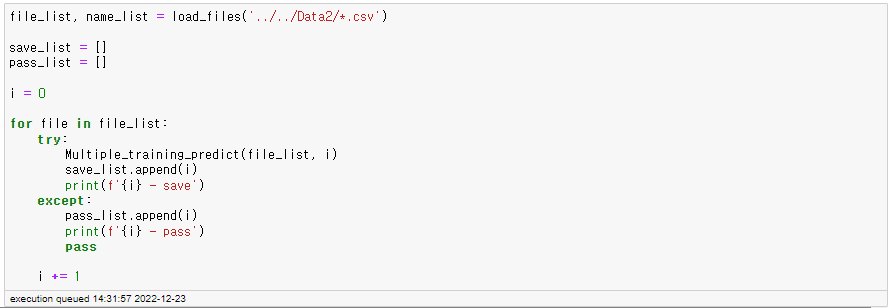 file_list, name_list = load_files('../../Data2/*.csv')
save_list = []
pass_list = []
i = 0
for file in file_list:
    try:
        Multiple_training_predict(file_list, i)
        save_list.append(i)
        print(f'{i} - save')
    except:
        pass_list.append(i)
        print(f'{i} - pass')
        pass
    i += 1
execution queued 14:31:57 2022-12-23